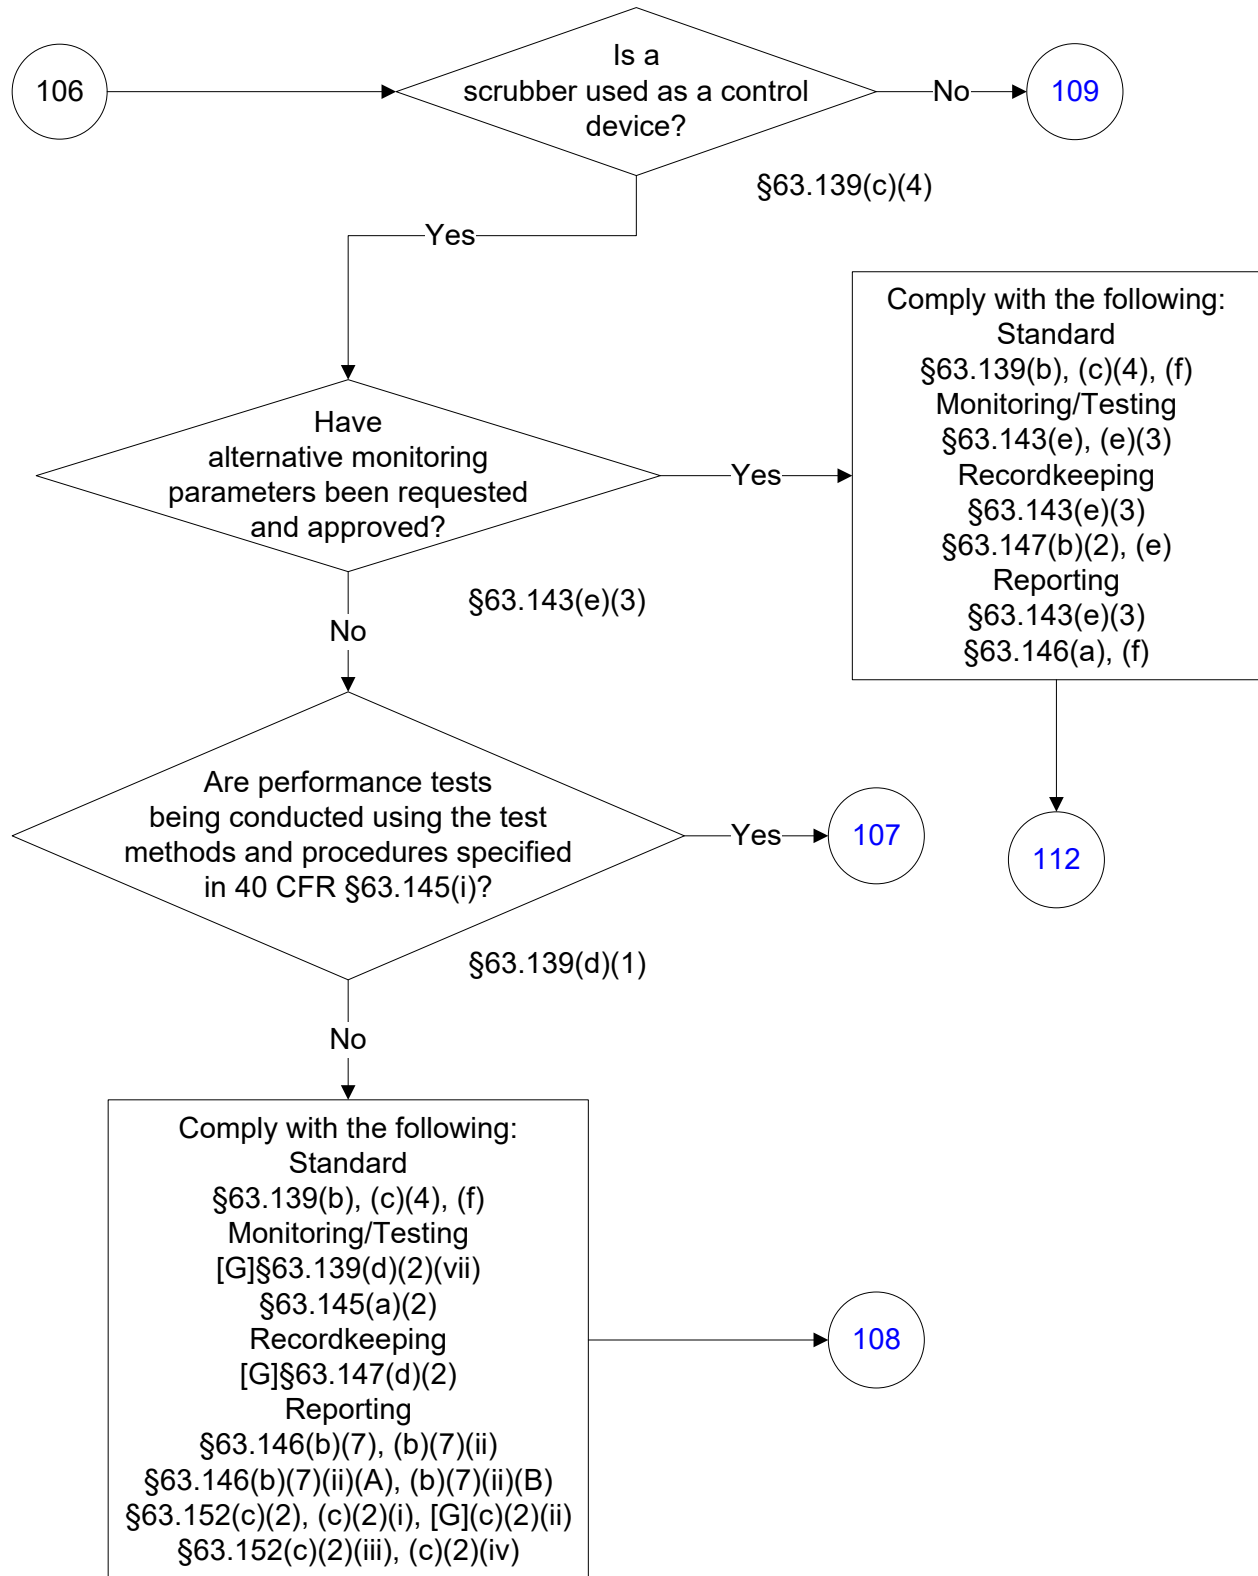 106
Is a
scrubber used as a control
device?
No
109
§63.139(c)(4)
Yes
Have
alternative monitoring
parameters been requested
and approved?
Yes
§63.143(e)(3)
No
Comply with the following:
Standard
§63.139(b), (c)(4), (f)
Monitoring/Testing
§63.143(e), (e)(3)
Recordkeeping
§63.143(e)(3)
§63.147(b)(2), (e)
Reporting
§63.143(e)(3)
§63.146(a), (f)
112
Are performance tests
being conducted using the test
methods and procedures specified
in 40 CFR §63.145(i)?
Yes
107
§63.139(d)(1)
No
Comply with the following:
Standard
§63.139(b), (c)(4), (f)
Monitoring/Testing
[G]§63.139(d)(2)(vii)
§63.145(a)(2)
Recordkeeping
[G]§63.147(d)(2)
Reporting
§63.146(b)(7), (b)(7)(ii)
§63.146(b)(7)(ii)(A), (b)(7)(ii)(B)
§63.152(c)(2), (c)(2)(i), [G](c)(2)(ii)
§63.152(c)(2)(iii), (c)(2)(iv)
108